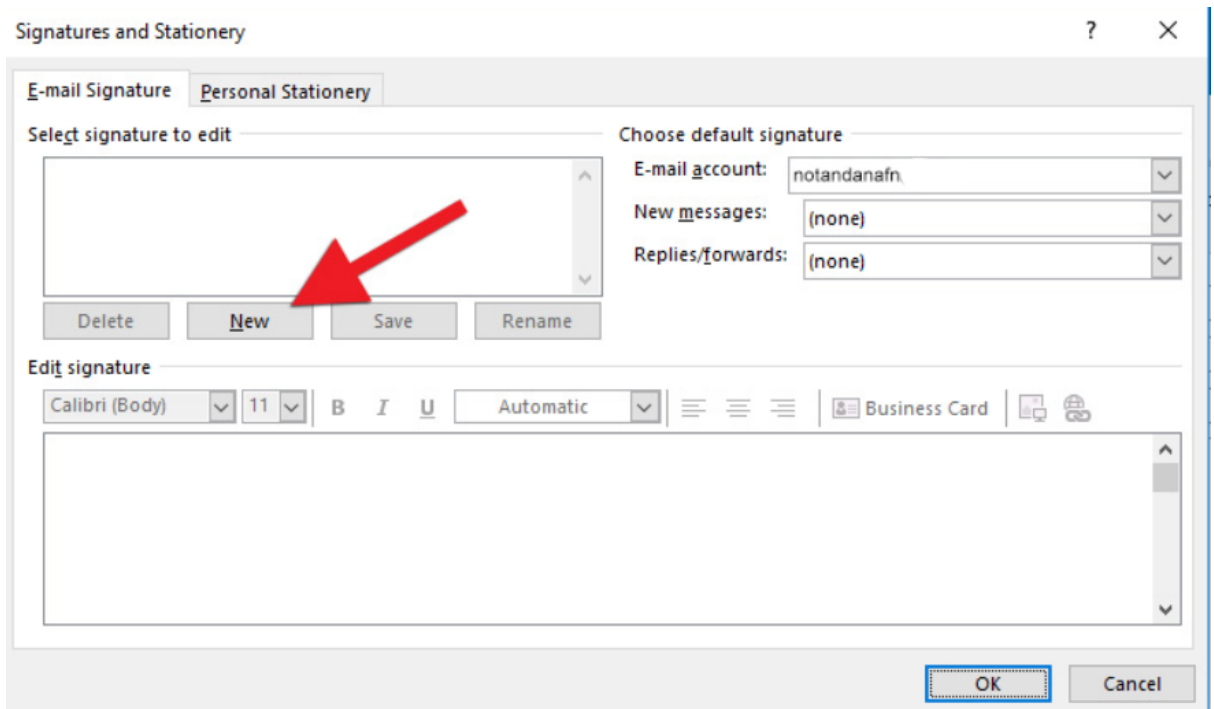 Signatures and Stationery ?
E-mail Signature Personal Stationery
Select signature to edit
Delete New Save Rename
Choose default signature
E-mail account: notandanafn
New messages: (none)
Replies/forwards: (none)
Edit signature
Calibri (Body) 11 B I U Automatic Business Card
OK Cancel